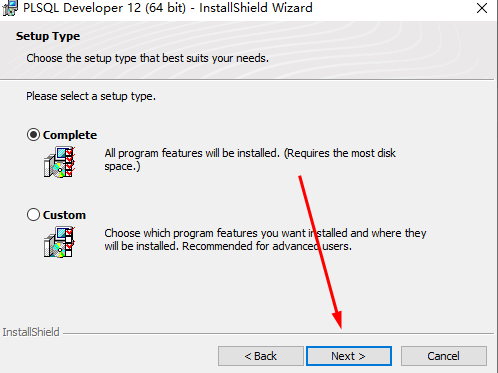 PLSQL Developer 12 (64 bit) - InstallShield Wizard
Setup Type
Choose the setup type that best suits your needs.
Please select a setup type.
Complete
All program features will be installed. (Requires the most disk
space.)
Custom
Choose which program features you want installed and where they
will be installed. Recommended for advanced users.
InstallShield
< Back
Next >
Cancel